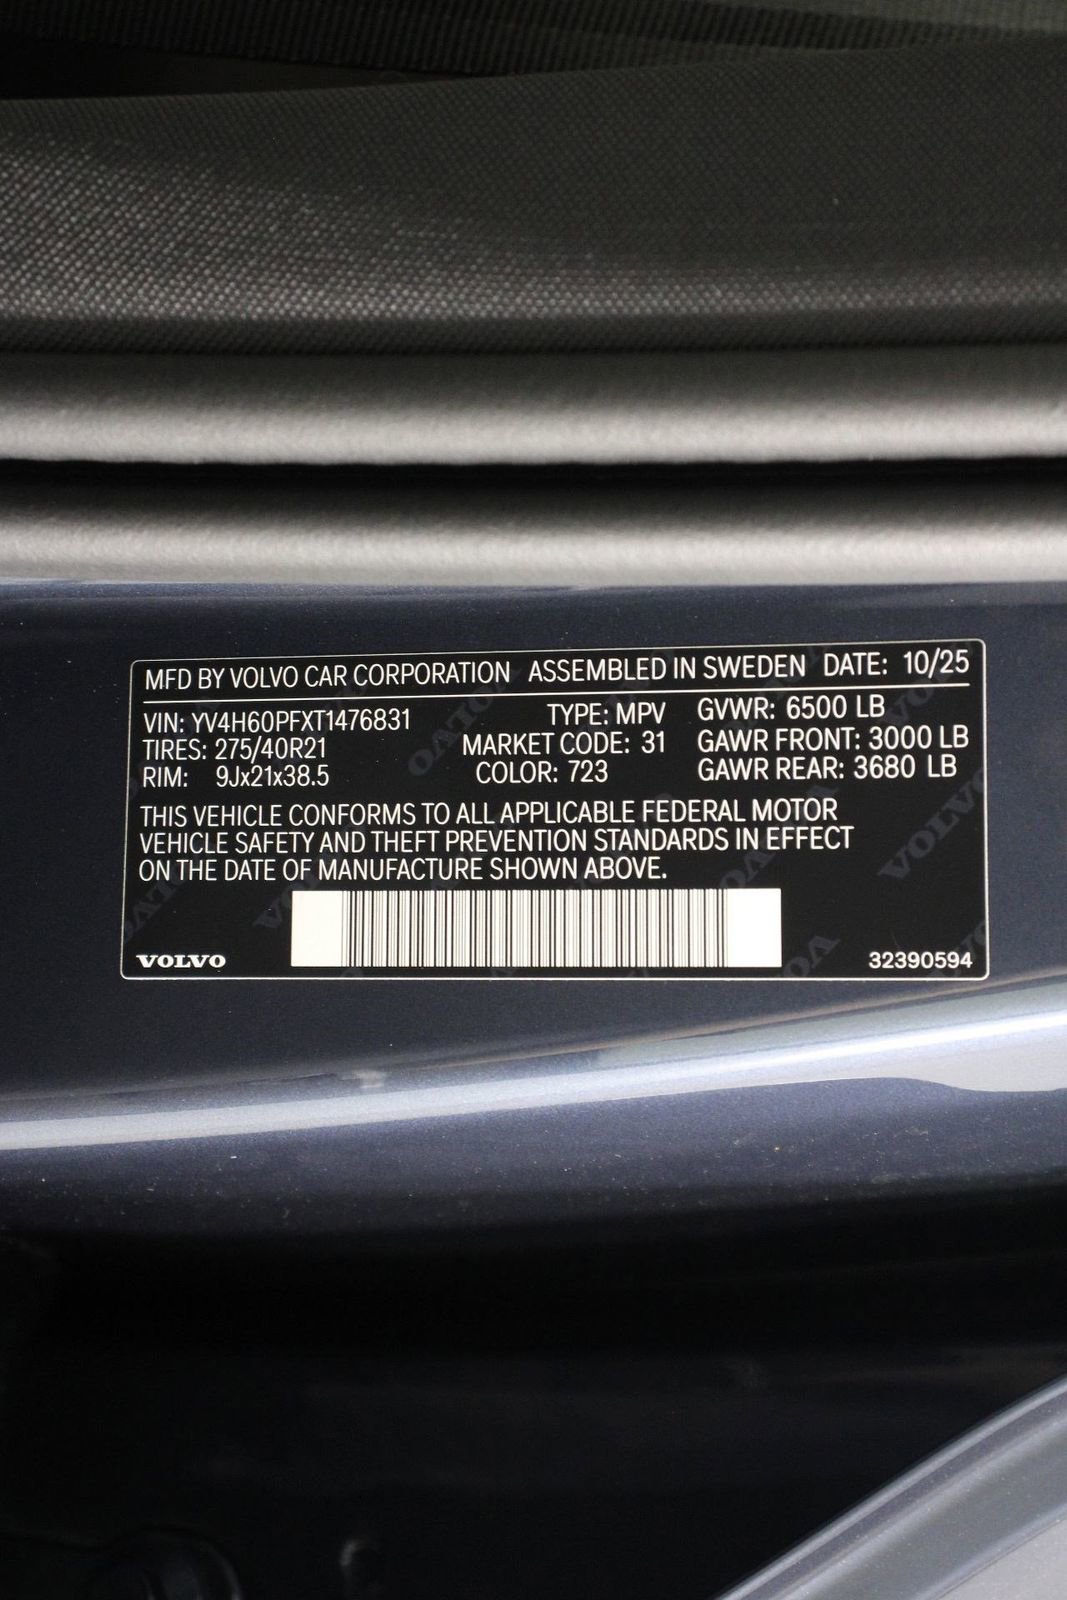 MFD BY VOLVO CAR CORPORATION ASSEMBLED IN SWEDEN DATE: 10/25
VIN: YV4H60PFXT1476831 TYPE: MPV GVWR: 6500 LB
TIRES: 275/40R21 MARKET CODE: 31 GAWR FRONT: 3000 LB
RIM: 9Jx21x38.5 COLOR: 723 GAWR REAR: 3680 LB
THIS VEHICLE CONFORMS TO ALL APPLICABLE FEDERAL MOTOR
VEHICLE SAFETY AND THEFT PREVENTION STANDARDS IN EFFECT
ON THE DATE OF MANUFACTURE SHOWN ABOVE.
VOLVO 32390594